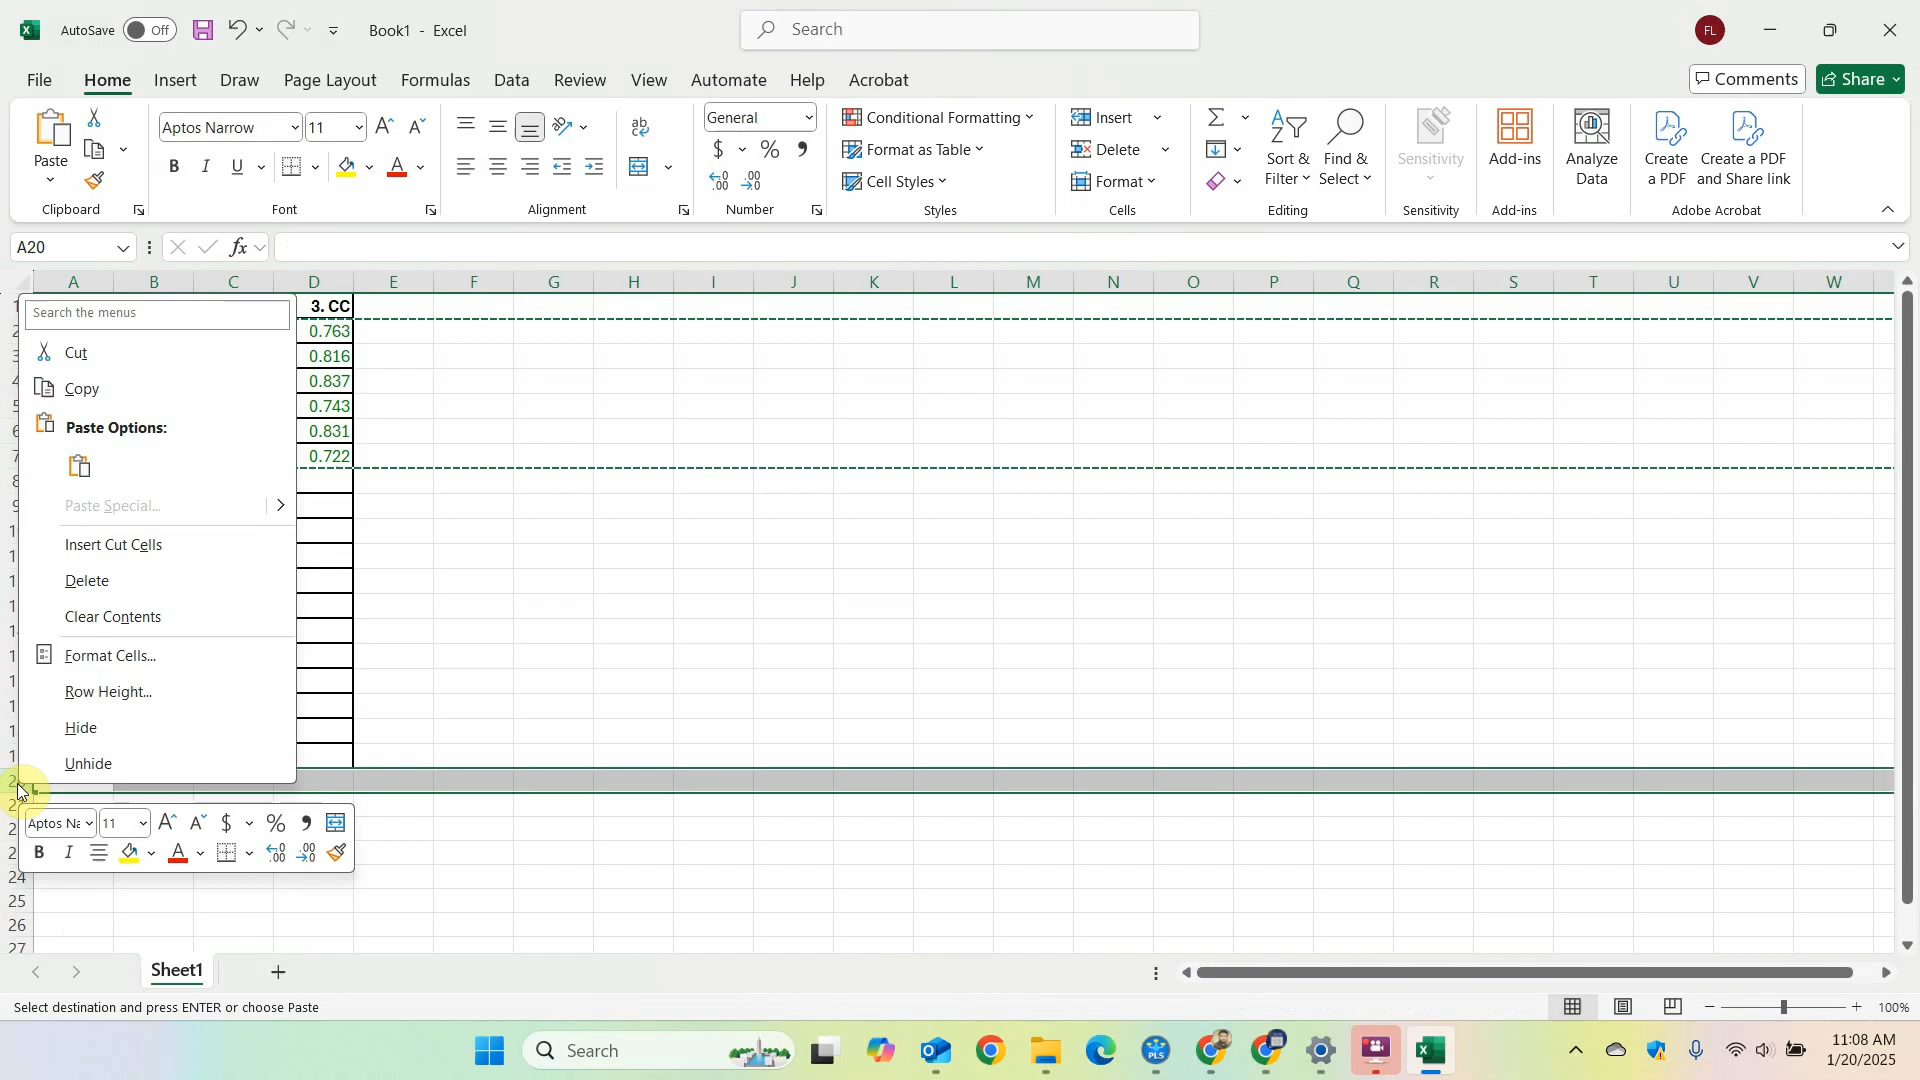 AutoSave Off Book1 - Excel Search FL
File Home Insert Draw Page Layout Formulas Data Review View Automate Help Acrobat Comments Share
Paste Aptos Narrow 11 General Conditional Formatting Insert
Format as Table Delete Sort & Filter Find & Select Sensitivity Add-ins Analyze Data Create a PDF Create a PDF and Share link
Cell Styles Format
Clipboard Font Alignment Number Styles Cells Editing Sensitivity Add-ins Adobe Acrobat
A20 fx
A B C D E F G H I J K L M N O P Q R S T U V W
3. CC
0.763
0.816
0.837
0.743
0.831
0.722
Search the menus
Cut
Copy
Paste Options:
Paste Special...
Insert Cut Cells
Delete
Clear Contents
Format Cells...
Row Height...
Hide
Unhide
Aptos Na 11 $ %
B I A
24
25
26
27
Sheet1
Select destination and press ENTER or choose Paste 100%
Search PLS 11:08 AM
1/20/2025